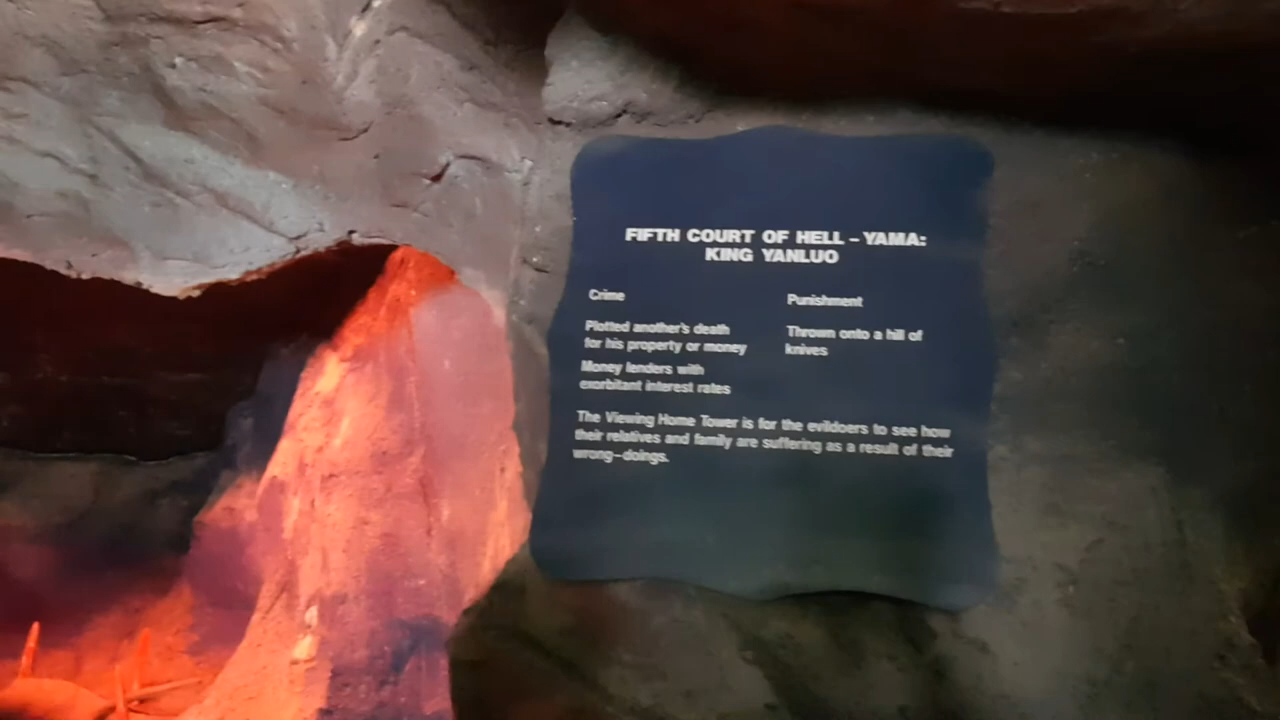 FIFTH COURT OF HELL – YAMA:
KING YANLUO
Crime
Punishment
Plotted another's death
for his property or money
Thrown onto a hill of
knives
Money lenders with
exorbitant interest rates
The Viewing Home Tower is for the evildoers to see how
their relatives and family are suffering as a result of their
wrong–doings.